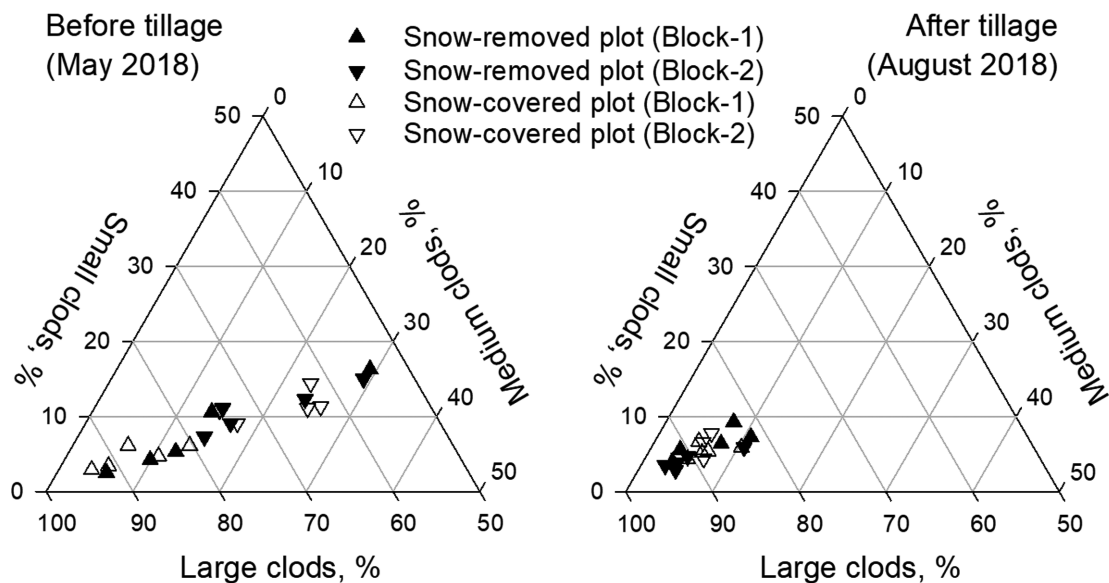 Before tillage
(May 2018)
Snow-removed plot (Block-1)
Snow-removed plot (Block-2)
Snow-covered plot (Block-1)
Snow-covered plot (Block-2)
After tillage
(August 2018)
0
50
10
40
20
30
30
20
40
10
50
0
100
90
80
70
60
50
% , Small clods
Medium clods, %
Large clods, %
0
50
10
40
20
30
30
20
40
10
50
0
100
90
80
70
60
50
% , Small clods
Medium clods, %
Large clods, %